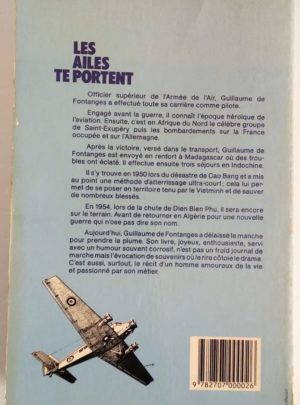 LES
AILES
TE PORTENT
Officier supérieur de l'Armée de l'Air, Guillaume de
Fontanges a effectué toute sa carrière comme pilote.
Engagé avant la guerre, il connaît l'époque héroïque de
l'aviation. Ensuite, c'est en Afrique du Nord le célèbre groupe
de Saint-Exupéry puis les bombardements sur la France
occupée et sur l'Allemagne.
Après la victoire, versé dans le transport, Guillaume de
Fontanges est envoyé en renfort à Madagascar où des trou-
bles ont éclaté. Il effectue ensuite trois séjours en Indochine.
Il s'y trouve en 1950 lors du désastre de Cao Bang et a mis
au point une méthode d'atterrissage ultra-court; cela lui per-
met de se poser en territoire tenu par le Vietminh et de sauver
de nombreux blessés.
En 1954, lors de la chute de Dien Bien Phu, il sera encore
sur le terrain. Avant de retourner en Algérie pour une nouvelle
guerre qui n'ose pas dire son nom.
Aujourd'hui, Guillaume de Fontanges a délaissé le manche
pour prendre la plume. Son livre, joyeux, enthousiaste, servi
avec un humour souvent corrosif, n'est pas un froid journal de
marche mais l'évocation de souvenirs où le rire côtoie le drame.
C'est aussi, surtout, le récit d'un homme amoureux de la vie
et passionné par son métier.
9 782707 000026